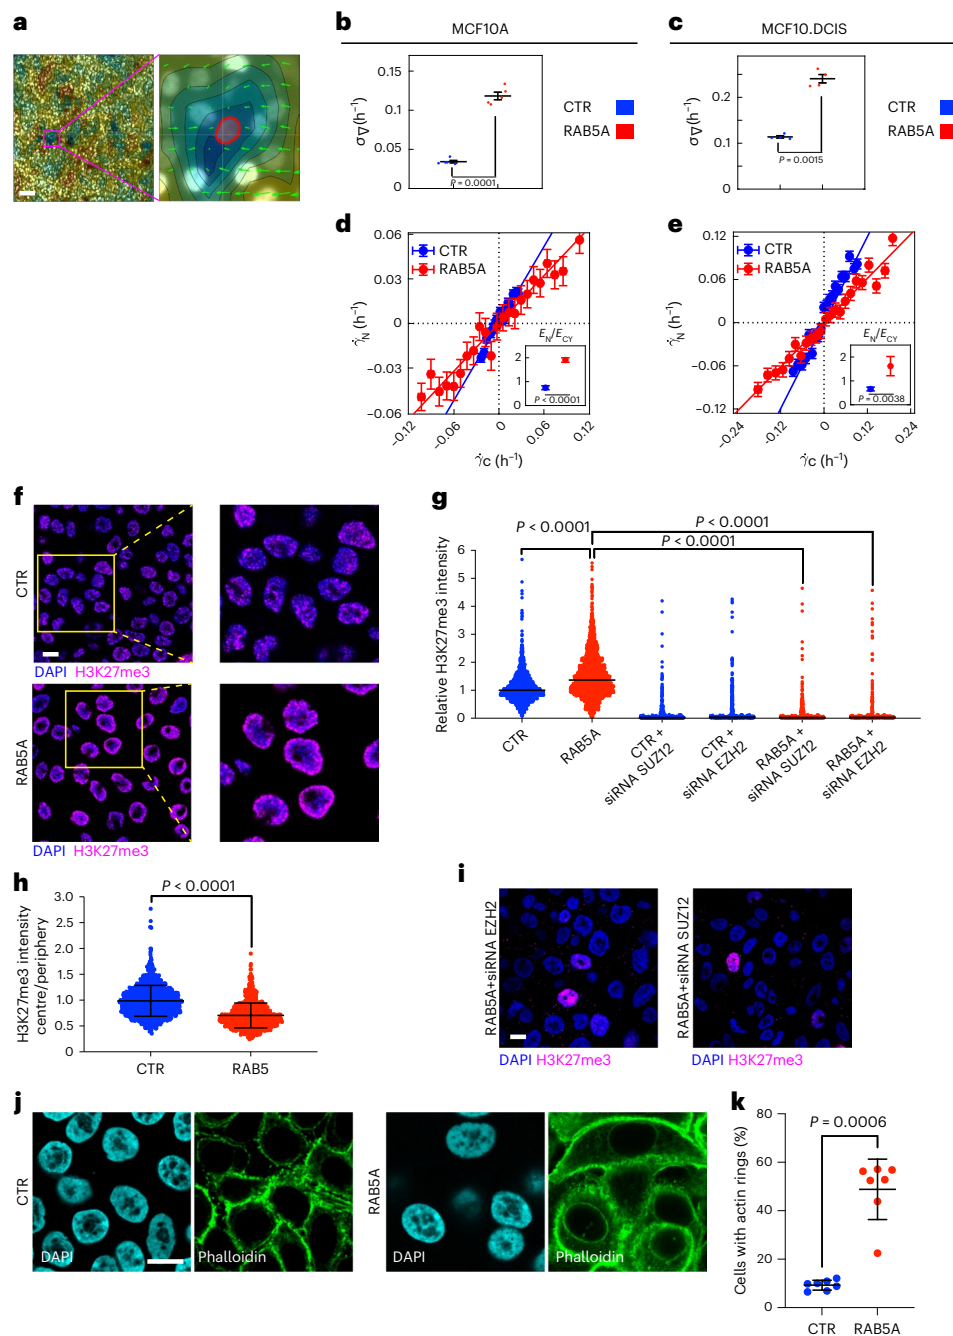 a
b
MCF10A
σ∇ (h⁻¹)
0.15
0.1
0.05
0
P = 0.0001
CTR
RAB5A
c
MCF10.DCIS
σ∇ (h⁻¹)
0.2
0.1
0
P = 0.0015
CTR
RAB5A
d
γ̇N (h⁻¹)
0.06
0.03
0
−0.03
−0.06
CTR
RAB5A
EN/ECY
2
1
0
P < 0.0001
−0.12
−0.06
0
0.06
0.12
γ̇c (h⁻¹)
e
γ̇N (h⁻¹)
0.12
0.06
0
−0.06
−0.12
CTR
RAB5A
EN/ECY
2
1
0
P = 0.0038
−0.24
−0.12
0
0.12
0.24
γ̇c (h⁻¹)
f
CTR
DAPI H3K27me3
RAB5A
DAPI H3K27me3
g
P < 0.0001
P < 0.0001
P < 0.0001
Relative H3K27me3 intensity
6
5
4
3
2
1
0
CTR
RAB5A
CTR +
siRNA SUZ12
CTR +
siRNA EZH2
RAB5A +
siRNA SUZ12
RAB5A +
siRNA EZH2
h
P < 0.0001
H3K27me3 intensity
centre/periphery
3.0
2.5
2.0
1.5
1.0
0.5
0
CTR
RAB5
i
RAB5A+siRNA EZH2
DAPI H3K27me3
RAB5A+siRNA SUZ12
DAPI H3K27me3
j
CTR
DAPI
Phalloidin
RAB5A
DAPI
Phalloidin
k
Cells with actin rings (%)
80
60
40
20
0
P = 0.0006
CTR
RAB5A